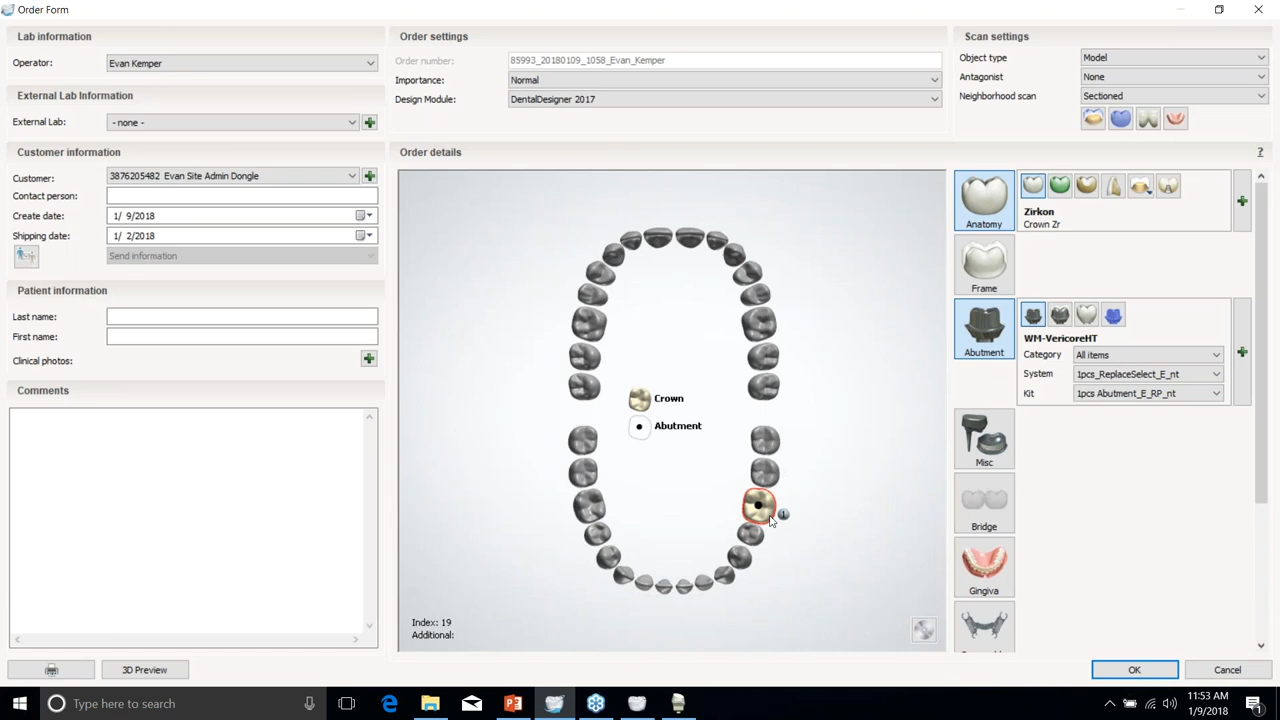 Order Form
Lab information
Operator: Evan Kemper
External Lab Information
External Lab: - none -
Customer information
Customer: 3876205482 Evan Site Admin Dongle
Contact person:
Create date: 1/ 9/2018
Shipping date: 1/ 2/2018
Send information
Patient information
Last name:
First name:
Clinical photos:
Comments
3D Preview
Order settings
Order number: 85993_20180109_1058_Evan_Kemper
Importance: Normal
Design Module: DentalDesigner 2017
Order details
?
Crown
Abutment
Index: 19
Additional:
Scan settings
Object type: Model
Antagonist None
Neighborhood scan Sectioned
Anatomy
Zirkon
Crown Zr
Frame
Abutment
WM-VericoreHT
Category All items
System 1pcs_ReplaceSelect_E_nt
Kit 1pcs Abutment_E_RP_nt
Misc
Bridge
Gingiva
OK Cancel
Type here to search
11:53 AM
1/9/2018
1